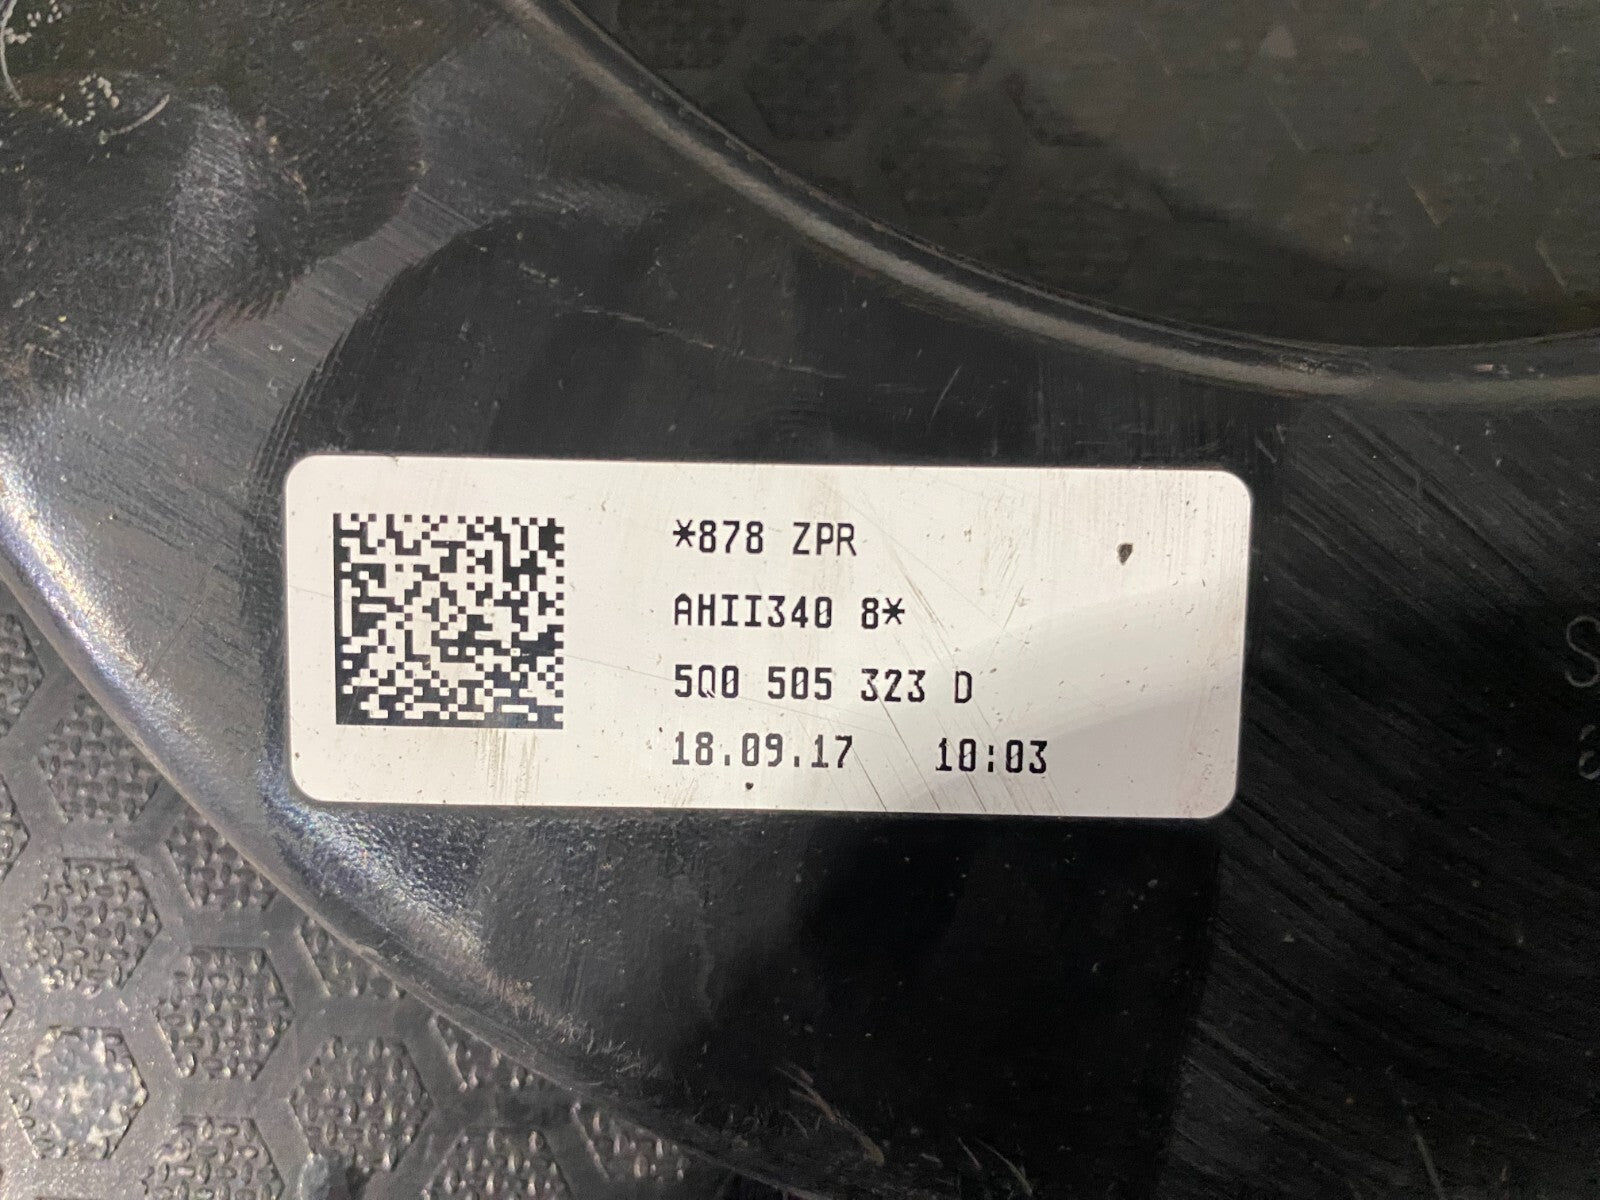 *878 ZPR
AHII340 8*
5Q0 505 323 D
18.09.17 10:03